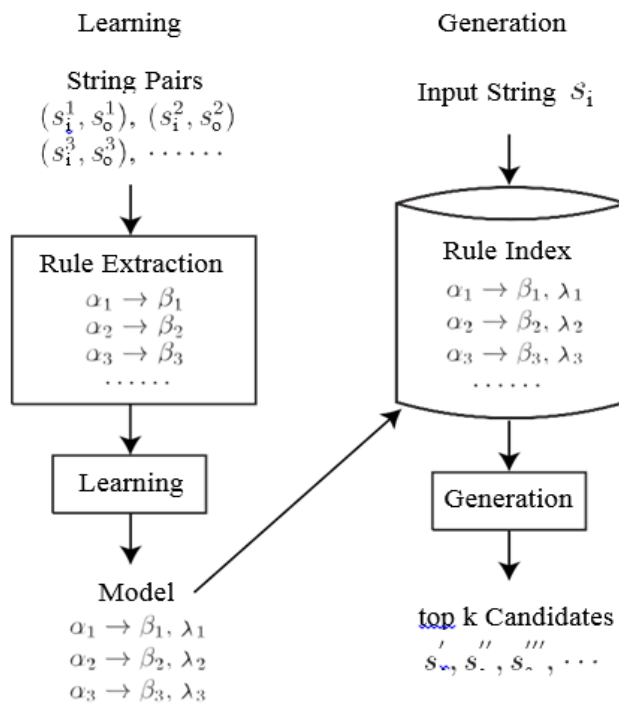 Learning
String Pairs
(s_i^1, s_o^1), (s_i^2, s_o^2)
(s_i^3, s_o^3), ······
Rule Extraction
α₁ → β₁
α₂ → β₂
α₃ → β₃
······
Learning
Model
α₁ → β₁, λ₁
α₂ → β₂, λ₂
α₃ → β₃, λ₃
Generation
Input String s_i
Rule Index
α₁ → β₁, λ₁
α₂ → β₂, λ₂
α₃ → β₃, λ₃
······
Generation
top k Candidates
s', s'', s''', ···